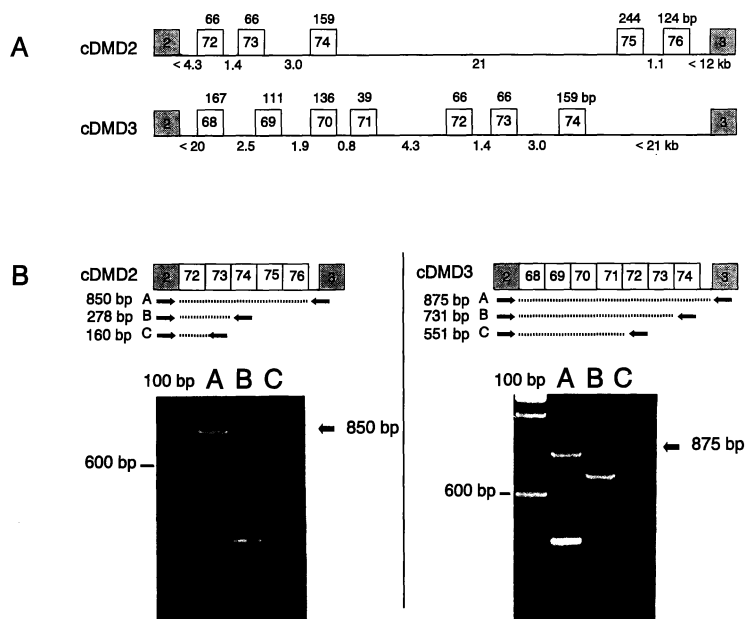 A
66 66 159 244 124 bp
cDMD2 2 72 73 74 75 76 3
< 4.3 1.4 3.0 21 1.1 < 12 kb
167 111 136 39 66 66 159 bp
cDMD3 2 68 69 70 71 72 73 74 3
< 20 2.5 1.9 0.8 4.3 1.4 3.0 < 21 kb
B
cDMD2 2 72 73 74 75 76 3
850 bp A
278 bp B
160 bp C
100 bp A B C
850 bp
600 bp
cDMD3 2 68 69 70 71 72 73 74 3
875 bp A
731 bp B
551 bp C
100 bp A B C
875 bp
600 bp